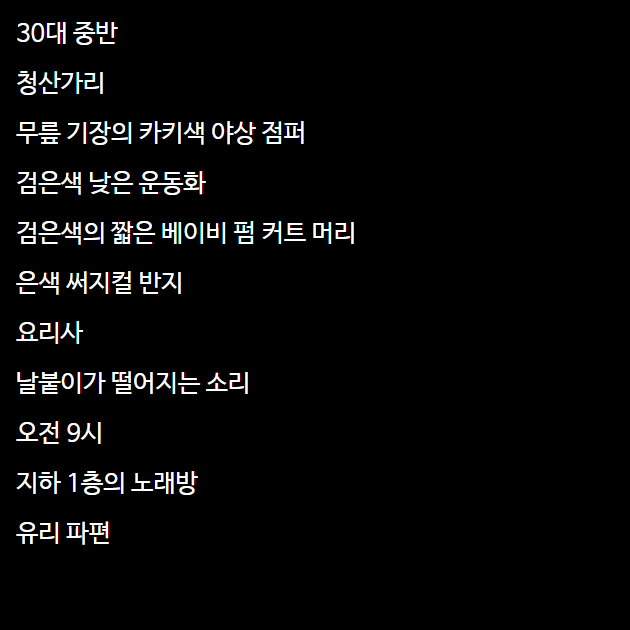 30대 중반
청산가리
무릎 기장의 카키색 야상 점퍼
검은색 낮은 운동화
검은색의 짧은 베이비 펌 커트 머리
은색 써지컬 반지
요리사
날붙이가 떨어지는 소리
오전 9시
지하 1층의 노래방
유리 파편